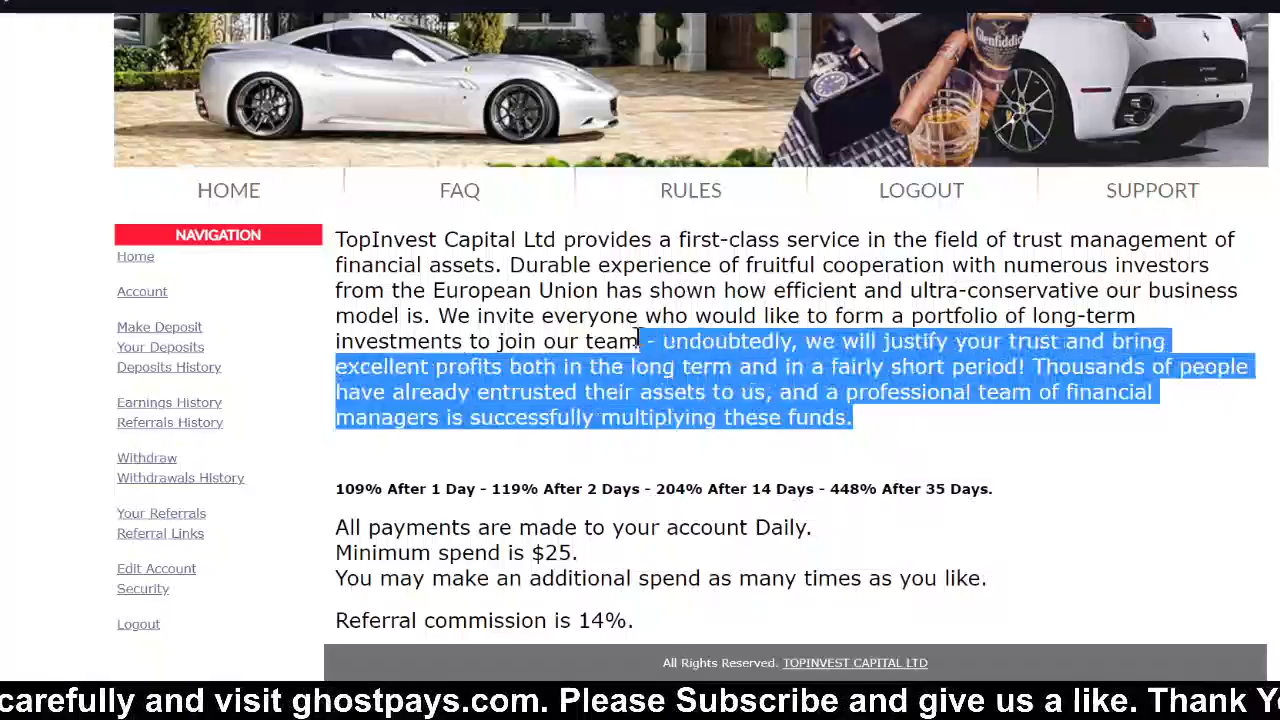 Glenfiddich
HOME
FAQ
RULES
LOGOUT
SUPPORT
NAVIGATION
Home
Account
Make Deposit
Your Deposits
Deposits History
Earnings History
Referrals History
Withdraw
Withdrawals History
Your Referrals
Referral Links
Edit Account
Security
Logout
TopInvest Capital Ltd provides a first-class service in the field of trust management of
financial assets. Durable experience of fruitful cooperation with numerous investors
from the European Union has shown how efficient and ultra-conservative our business
model is. We invite everyone who would like to form a portfolio of long-term
investments to join our team - undoubtedly, we will justify your trust and bring
excellent profits both in the long term and in a fairly short period! Thousands of people
have already entrusted their assets to us, and a professional team of financial
managers is successfully multiplying these funds.
109% After 1 Day - 119% After 2 Days - 204% After 14 Days - 448% After 35 Days.
All payments are made to your account Daily.
Minimum spend is $25.
You may make an additional spend as many times as you like.
Referral commission is 14%.
All Rights Reserved. TOPINVEST CAPITAL LTD
carefully and visit ghostpays.com. Please Subscribe and give us a like. Thank Y